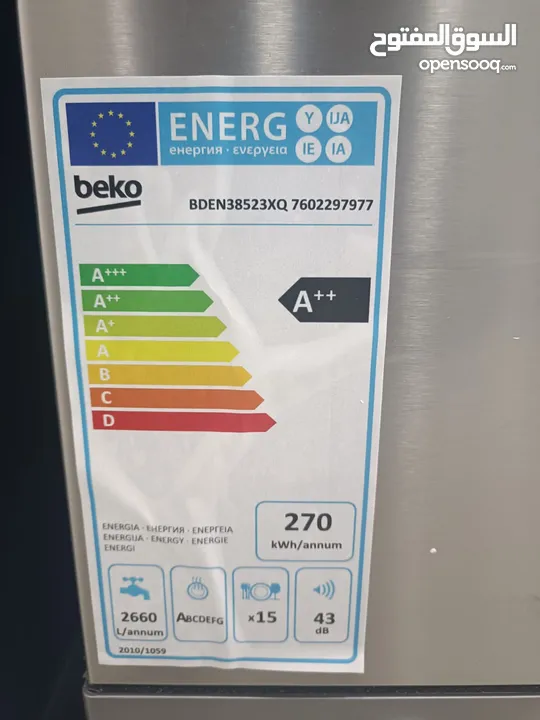 السوق المفتوح
opensooq.com
ENERG Y IJA
енергия · ενεργεια IE IA
beko
BDEN38523XQ 7602297977
A+++
A++
A++
A+
A
B
C
D
ENERGIA · ЕНЕРГИЯ · ΕΝΕΡΓΕΙΑ
ENERGIJA · ENERGY · ENERGIE
ENERGI
270
kWh/annum
2660
L/annum
ABCDEFG
x15
43
dB
2010/1059